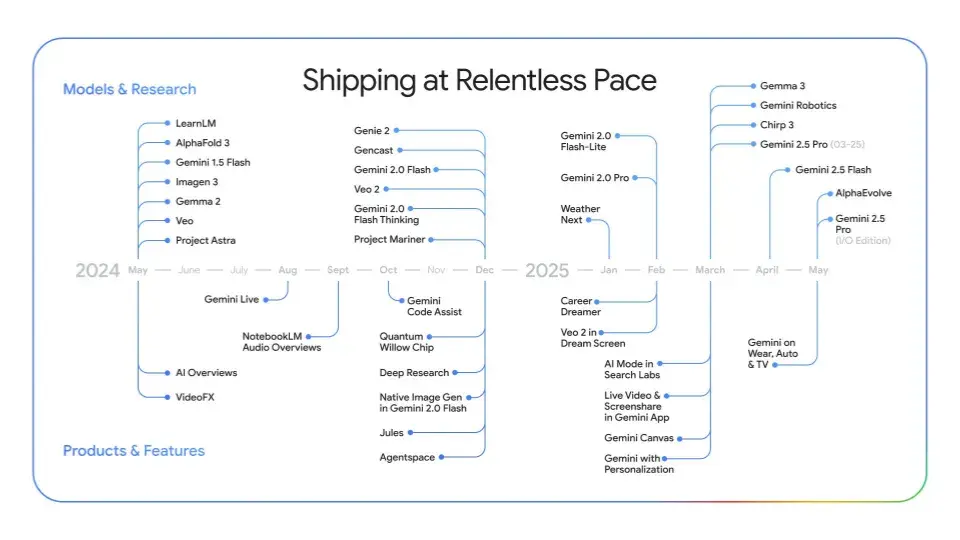 Shipping at Relentless Pace
Models & Research
LearnLM
AlphaFold 3
Gemini 1.5 Flash
Imagen 3
Gemma 2
Veo
Project Astra
Genie 2
Gencast
Gemini 2.0 Flash
Veo 2
Gemini 2.0
Flash Thinking
Project Mariner
Gemini 2.0
Flash-Lite
Gemini 2.0 Pro
Weather
Next
Gemma 3
Gemini Robotics
Chirp 3
Gemini 2.5 Pro (03-25)
Gemini 2.5 Flash
AlphaEvolve
Gemini 2.5
Pro
(I/O Edition)
2024 May June July Aug Sept Oct Nov Dec 2025 Jan Feb March April May
Gemini Live
NotebookLM
Audio Overviews
AI Overviews
VideoFX
Gemini
Code Assist
Quantum
Willow Chip
Deep Research
Native Image Gen
in Gemini 2.0 Flash
Jules
Agentspace
Career
Dreamer
Veo 2 in
Dream Screen
AI Mode in
Search Labs
Live Video &
Screenshare
in Gemini App
Gemini Canvas
Gemini with
Personalization
Gemini on
Wear, Auto
& TV
Products & Features